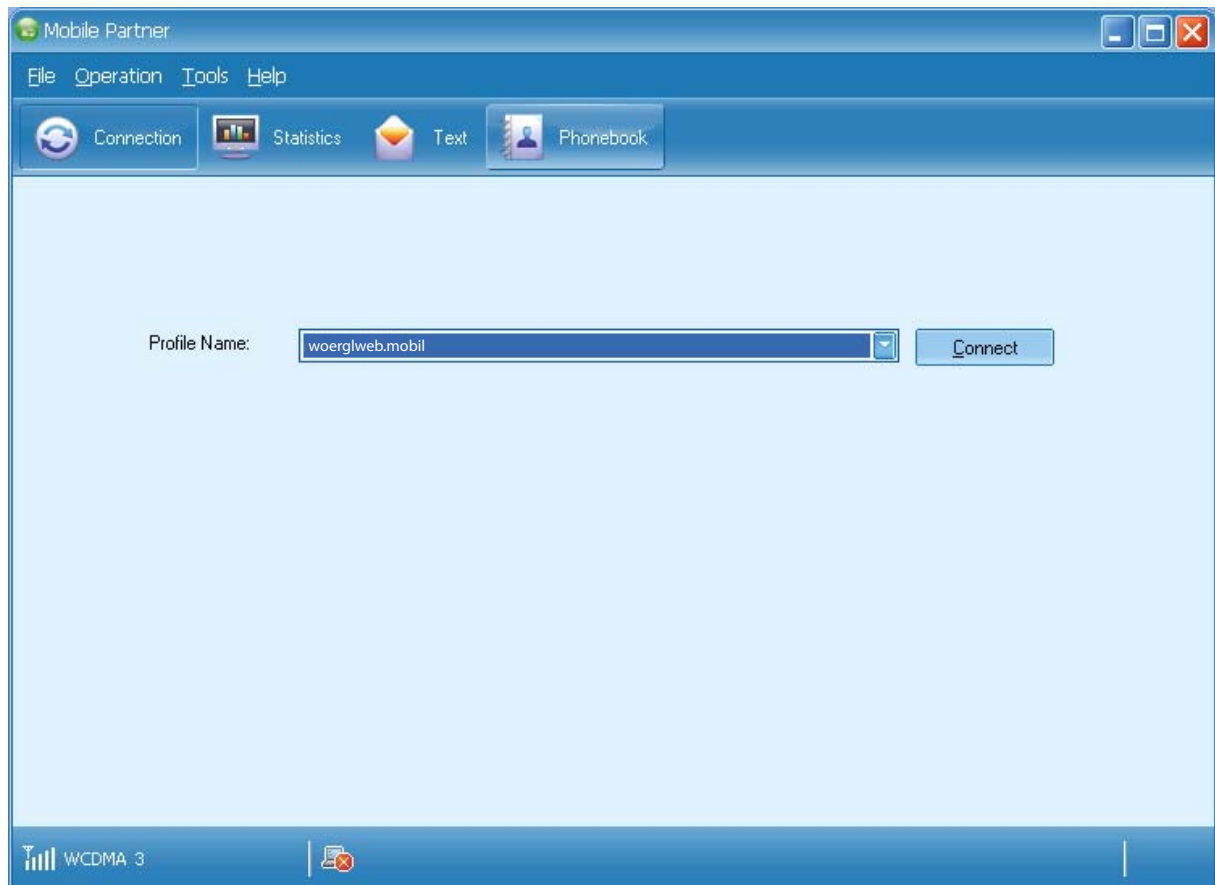 Mobile Partner
File Operation Tools Help
Connection Statistics Text Phonebook
Profile Name: woerglweb.mobil Connect
WCDMA 3